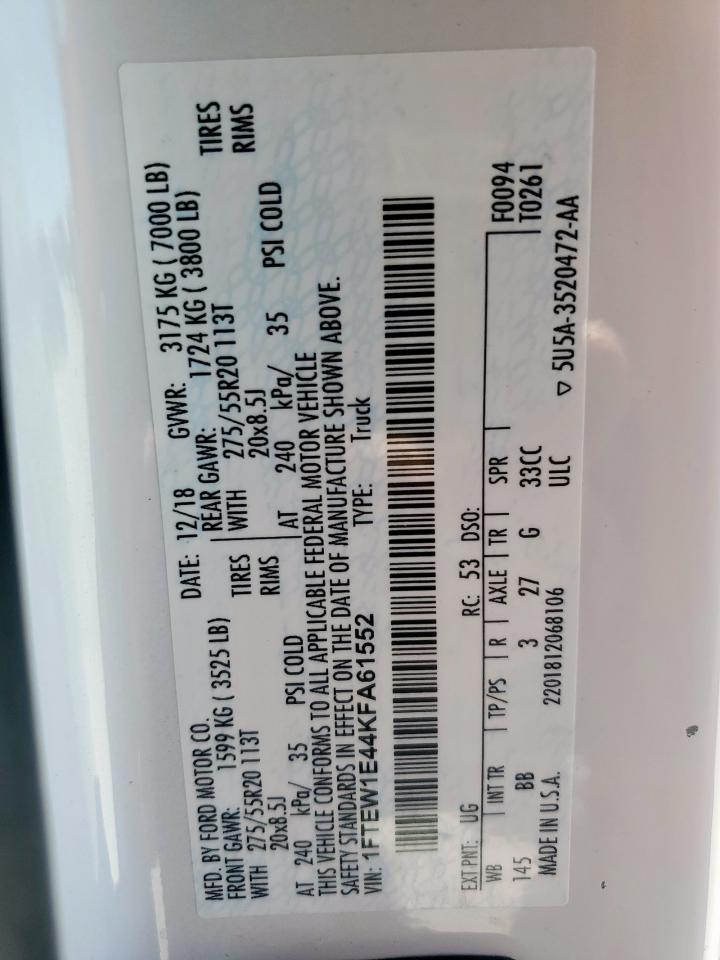 MFD. BY FORD MOTOR CO. DATE: 12/18 GVWR: 3175 KG ( 7000 LB)
FRONT GAWR: 1599 KG ( 3525 LB) REAR GAWR: 1724 KG ( 3800 LB)
WITH 275/55R20 113T TIRES WITH 275/55R20 113T TIRES
20x8.5J RIMS 20x8.5J RIMS
AT 240 kPa/ 35 PSI COLD AT 240 kPa/ 35 PSI COLD
THIS VEHICLE CONFORMS TO ALL APPLICABLE FEDERAL MOTOR VEHICLE
SAFETY STANDARDS IN EFFECT ON THE DATE OF MANUFACTURE SHOWN ABOVE.
VIN: 1FTEW1E44KFA61552 TYPE: Truck
EXT PNT: UG RC: 53 DSO:
WB INT TR TP/PS R AXLE TR SPR F0094
145 BB 3 27 G 33CC T0261
MADE IN U.S.A. 2201812068106 ULC ▽ 5U5A-3520472-AA